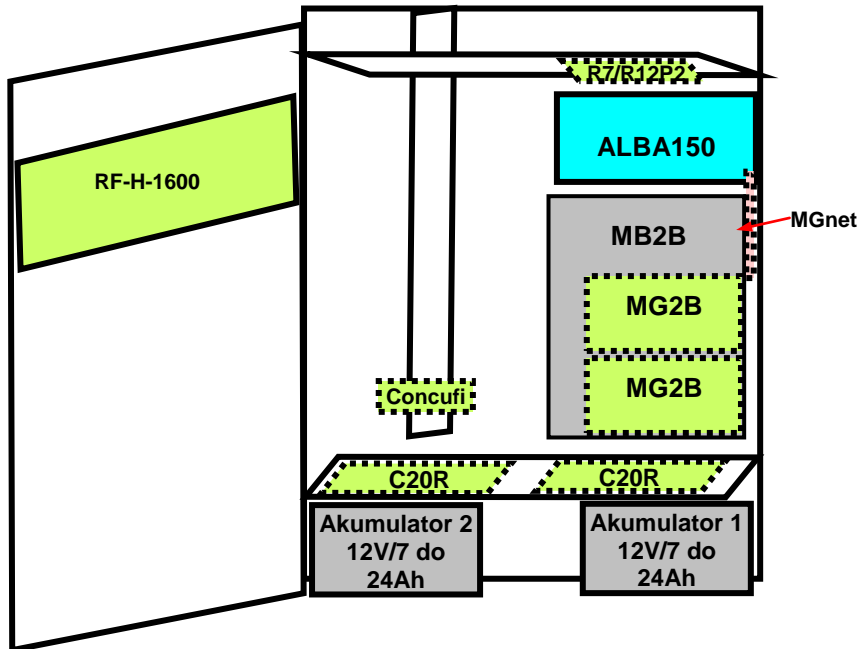 R7/R12P2
ALBA150
RF-H-1600
MGnet
MB2B
MG2B
MG2B
Concufi
C20R
C20R
Akumulator 2
12V/7 do
24Ah
Akumulator 1
12V/7 do
24Ah